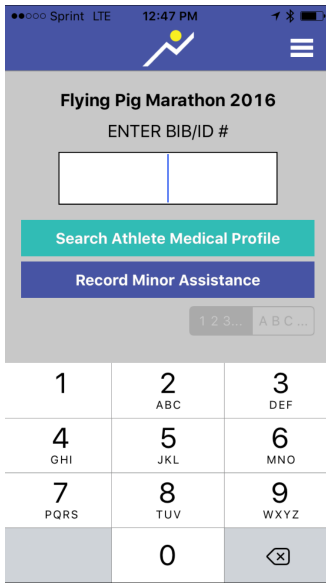 ●●○○○ Sprint LTE 12:47 PM
Flying Pig Marathon 2016
ENTER BIB/ID #
Search Athlete Medical Profile
Record Minor Assistance
1 2 3... A B C ...
1 2 3
ABC DEF
4 5 6
GHI JKL MNO
7 8 9
PQRS TUV WXYZ
0